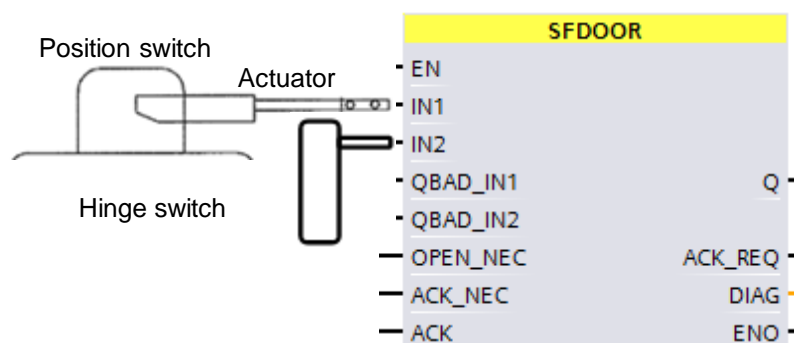 SFDOOR
Position switch
EN
Actuator
IN1
IN2
QBAD_IN1 Q
Hinge switch
QBAD_IN2
OPEN_NEC ACK_REQ
ACK_NEC DIAG
ACK ENO